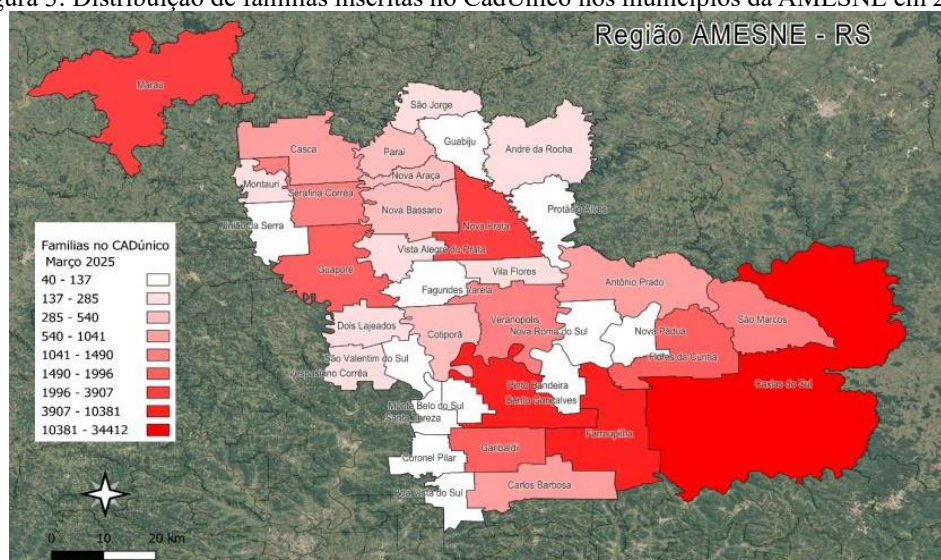 gura 3: Distribuição de famílias inscritas no CadÚnico nos municípios da AMESNE em 2
Região AMESNE - RS
Marau
São Jorge
Guabiju
André da Rocha
Casca
Paraí
Nova Araçá
Montauri
Serafina Corrêa
Nova Bassano
Protásio Alves
União da Serra
Nova Prata
Vista Alegre do Prata
Guaporé
Vila Flores
Fagundes Varela
Antônio Prado
Dois Lajeados
Cotiporã
Veranópolis
Nova Roma do Sul
Nova Pádua
São Marcos
São Valentim do Sul
Flores da Cunha
Vespasiano Corrêa
Pinto Bandeira
Caxias do Sul
Bento Gonçalves
Monte Belo do Sul
Santa Tereza
Farroupilha
Garibaldi
Coronel Pilar
Carlos Barbosa
Boa Vista do Sul
Familias no CADúnico
Março 2025
40 - 137
137 - 285
285 - 540
540 - 1041
1041 - 1490
1490 - 1996
1996 - 3907
3907 - 10381
10381 - 34412
0 10 20 km